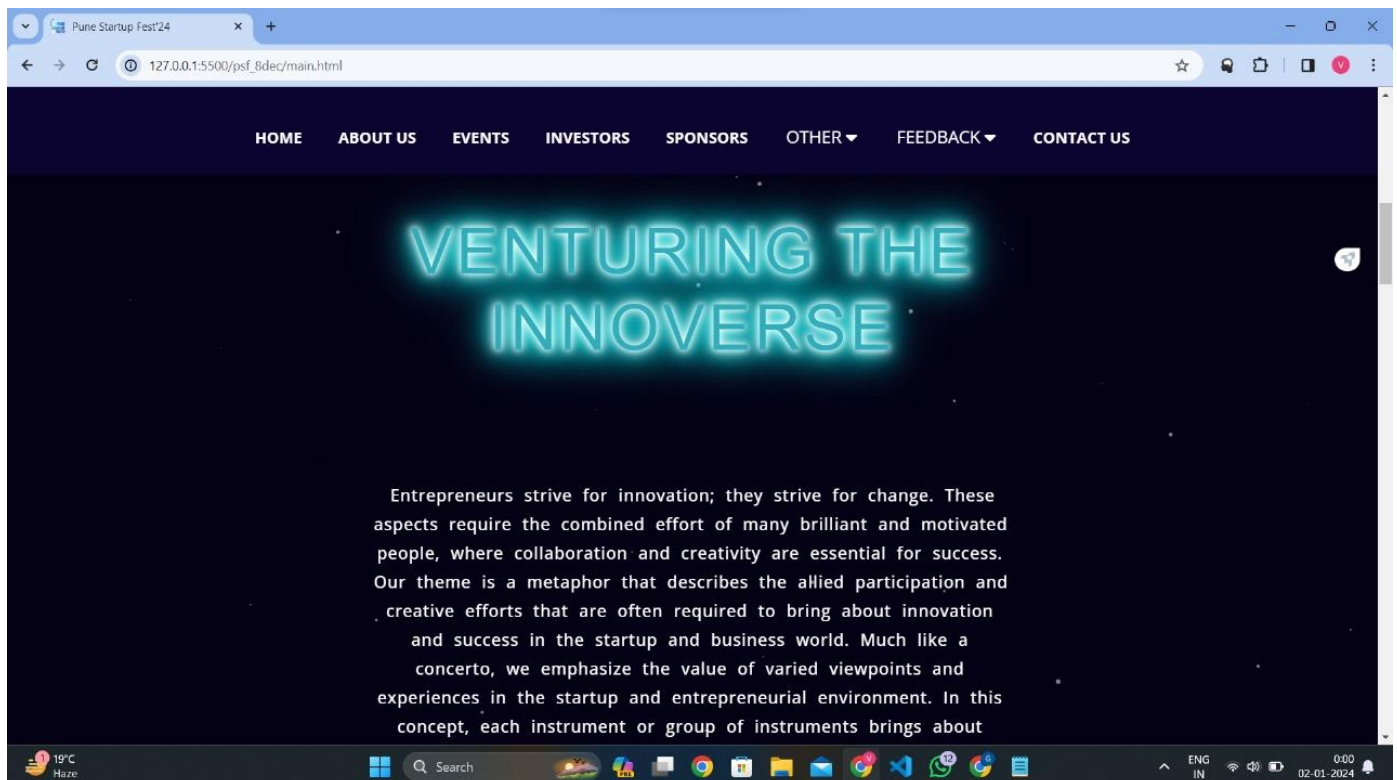 Pune Startup Fest'24
127.0.0.1:5500/psf_8dec/main.html
V
HOME ABOUT US EVENTS INVESTORS SPONSORS OTHER FEEDBACK CONTACT US
VENTURING THE
INNOVERSE
Entrepreneurs strive for innovation; they strive for change. These
aspects require the combined effort of many brilliant and motivated
people, where collaboration and creativity are essential for success.
Our theme is a metaphor that describes the allied participation and
creative efforts that are often required to bring about innovation
and success in the startup and business world. Much like a
concerto, we emphasize the value of varied viewpoints and
experiences in the startup and entrepreneurial environment. In this
concept, each instrument or group of instruments brings about
1
19°C
Haze
Search
PRE
V
12
G
ENG
IN
0:00
02-01-2024